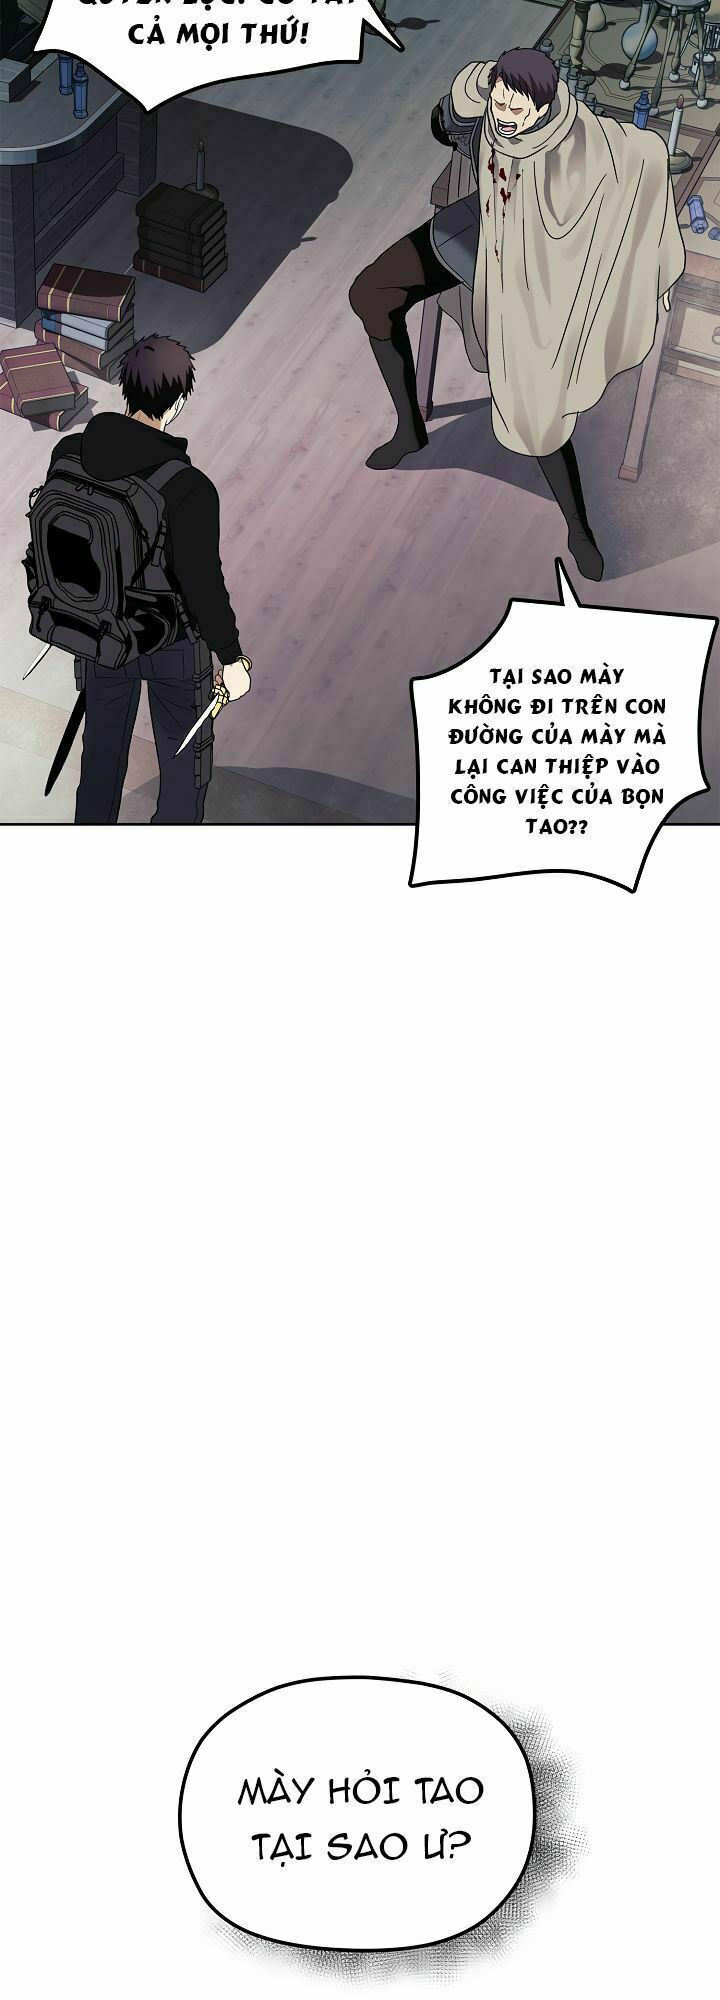 CẢ MỌI THỨ!
TẠI SAO MÀY
KHÔNG ĐI TRÊN CON
ĐƯỜNG CỦA MÀY MÀ
LẠI CAN THIỆP VÀO
CÔNG VIỆC CỦA BỌN
TAO??
MÀY HỎI TAO
TẠI SAO Ư?